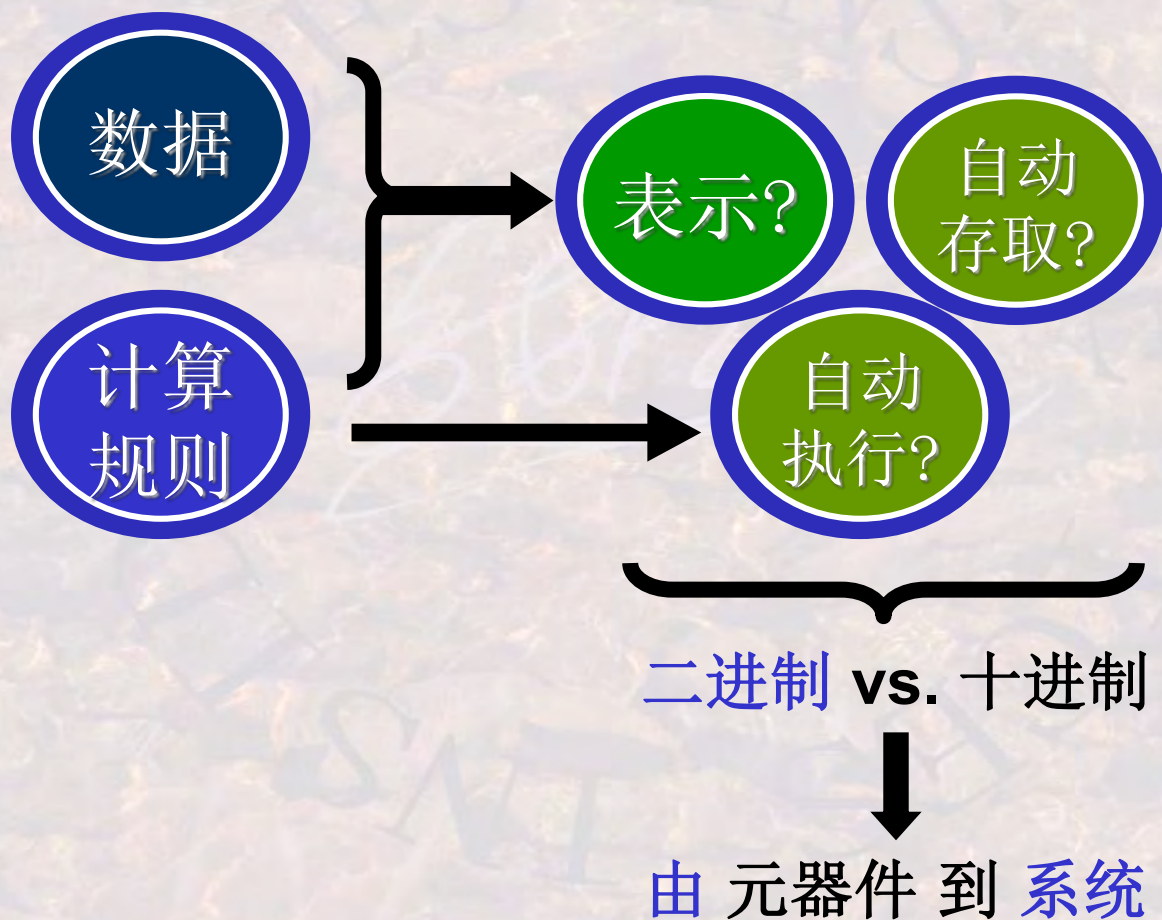 数据
计算
规则
表示?
自动
存取?
自动
执行?
二进制 vs. 十进制
由 元器件 到 系统